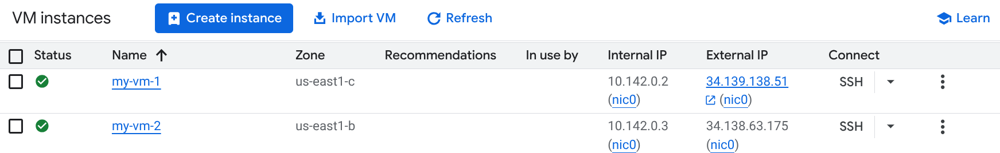 VM instances Create instance Import VM Refresh Learn
Status Name Zone Recommendations In use by Internal IP External IP Connect
my-vm-1 us-east1-c 10.142.0.2 34.139.138.51 SSH
(nic0) (nic0)
my-vm-2 us-east1-b 10.142.0.3 34.138.63.175 SSH
(nic0) (nic0)